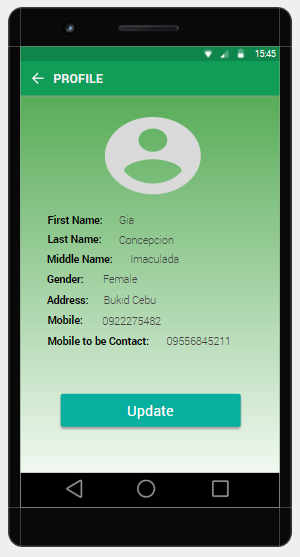 15:45
PROFILE
First Name: Gia
Last Name: Concepcion
Middle Name: Imaculada
Gender: Female
Address: Bukid Cebu
Mobile: 0922275482
Mobile to be Contact: 09556845211
Update